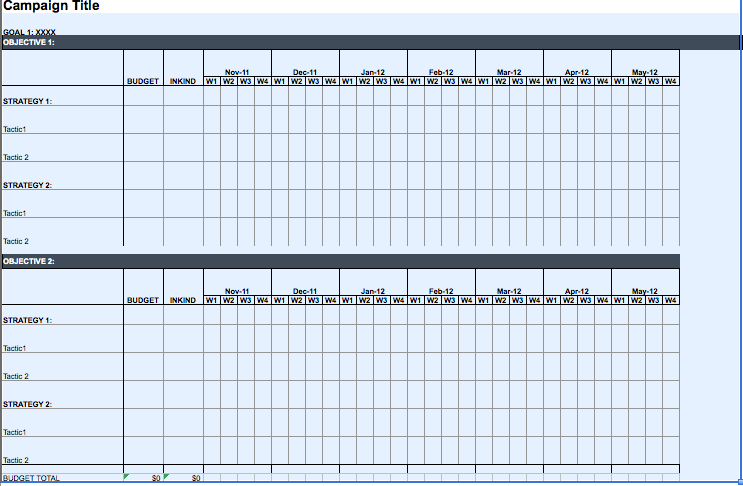 Campaign Title
GOAL 1: XXXX
OBJECTIVE 1:
Nov-11 Dec-11 Jan-12 Feb-12 Mar-12 Apr-12 May-12
BUDGET INKIND W1 W2 W3 W4 W1 W2 W3 W4 W1 W2 W3 W4 W1 W2 W3 W4 W1 W2 W3 W4 W1 W2 W3 W4 W1 W2 W3 W4
STRATEGY 1:
Tactic1
Tactic 2
STRATEGY 2:
Tactic1
Tactic 2
OBJECTIVE 2:
Nov-11 Dec-11 Jan-12 Feb-12 Mar-12 Apr-12 May-12
BUDGET INKIND W1 W2 W3 W4 W1 W2 W3 W4 W1 W2 W3 W4 W1 W2 W3 W4 W1 W2 W3 W4 W1 W2 W3 W4 W1 W2 W3 W4
STRATEGY 1:
Tactic1
Tactic 2
STRATEGY 2:
Tactic1
Tactic 2
BUDGET TOTAL $0 $0